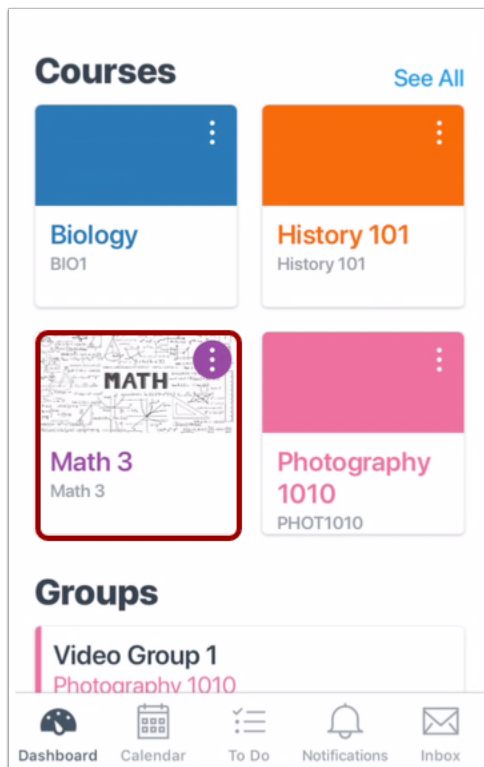 Courses
See All
Biology
BIO1
History 101
History 101
MATH
Math 3
Math 3
Photography
1010
PHOT1010
Groups
Video Group 1
Photography 1010
Dashboard
Calendar
To Do
Notifications
Inbox